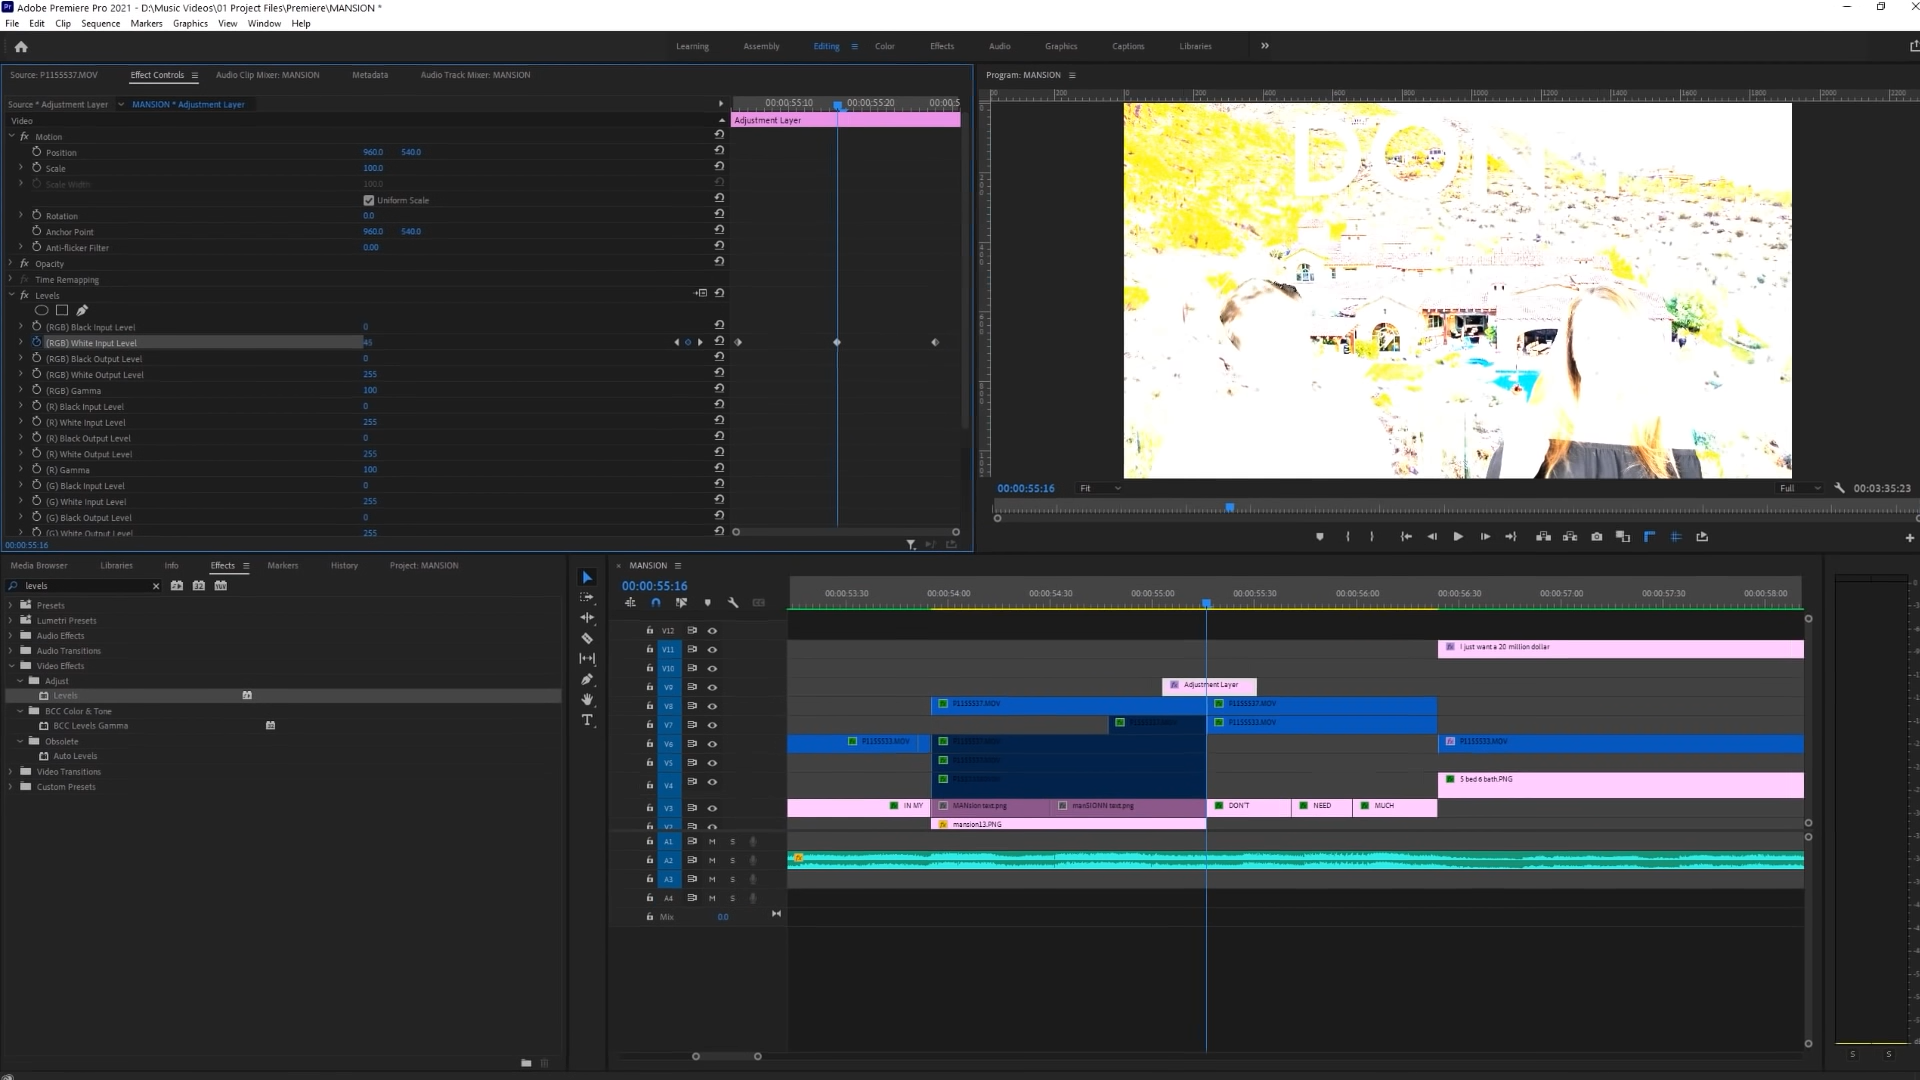 Adobe Premiere Pro 2021 - D:\Music Videos\01 Project Files\Premiere\MANSION *
File Edit Clip Sequence Markers Graphics View Window Help
Learning Assembly Editing Color Effects Audio Graphics Captions Libraries
Source: P1155537.MOV Effect Controls Audio Clip Mixer: MANSION Metadata Audio Track Mixer: MANSION
Source * Adjustment Layer MANSION * Adjustment Layer
00:00:55:10 00:00:55:20 00:00:5
Video
Adjustment Layer
Motion
Position 960.0 540.0
Scale 100.0
Scale Width 100.0
Uniform Scale
Rotation 0.0
Anchor Point 960.0 540.0
Anti-flicker Filter 0.00
Opacity
Time Remapping
Levels
(RGB) Black Input Level 0
(RGB) White Input Level 45
(RGB) Black Output Level 0
(RGB) White Output Level 255
(RGB) Gamma 100
(R) Black Input Level 0
(R) White Input Level 255
(R) Black Output Level 0
(R) White Output Level 255
(R) Gamma 100
(G) Black Input Level 0
(G) White Input Level 255
(G) Black Output Level 0
(G) White Output Level 255
00:00:55:16
Program: MANSION
DON'T
00:00:55:16 Fit Full 00:03:35:23
Media Browser Libraries Info Effects Markers History Project: MANSION
levels
Presets
Lumetri Presets
Audio Effects
Audio Transitions
Video Effects
Adjust
Levels
BCC Color & Tone
BCC Levels Gamma
Obsolete
Auto Levels
Video Transitions
Custom Presets
MANSION
00:00:55:16
00:00:53:30 00:00:54:00 00:00:54:30 00:00:55:00 00:00:55:30 00:00:56:00 00:00:56:30 00:00:57:00 00:00:57:30 00:00:58:00
V12
V11 I just want a 20 million dollar
V10
V9 Adjustment Layer
V8 P1155537.MOV P1155537.MOV
V7 P1155533.MOV
V6 P1155533.MOV P1155533.MOV
V5
V4 5 bed 6 bath.PNG
V3 IN MY MANsion text.png manSIONN text.png DON'T NEED MUCH
V2 mansion13.PNG
A1 M S
A2 M S
A3 M S
A4 M S
Mix 0.0
S S